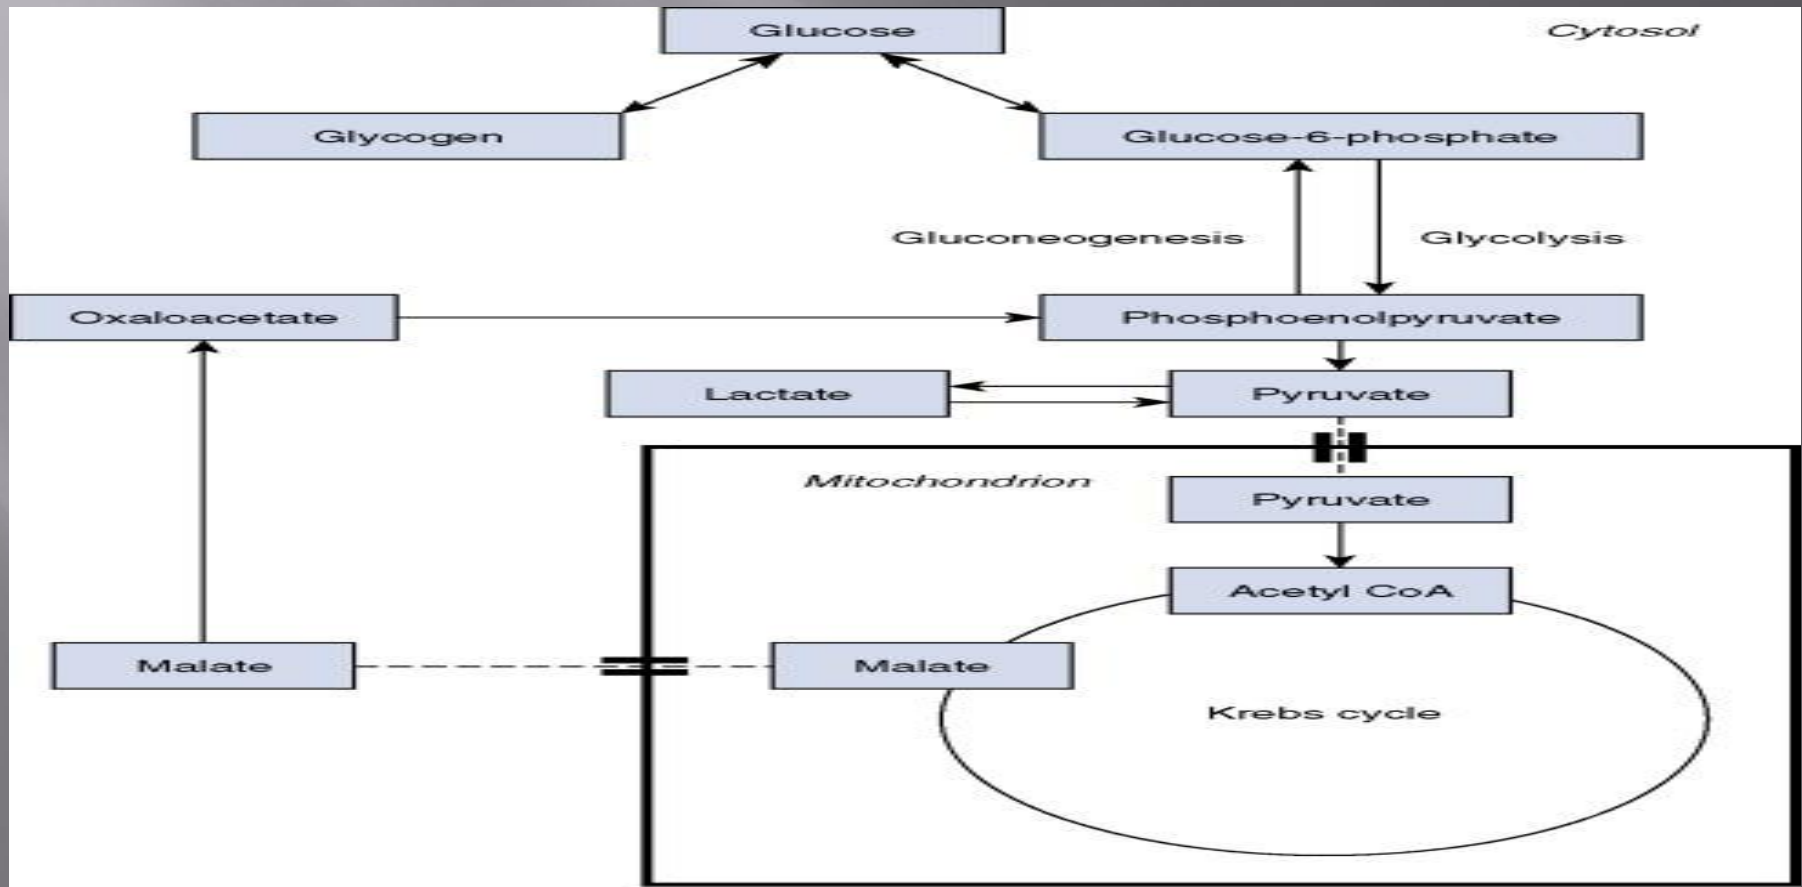 Glucose
Cytosol
Glycogen
Glucose-6-phosphate
Gluconeogenesis
Glycolysis
Oxaloacetate
Phosphoenolpyruvate
Lactate
Pyruvate
Mitochondrion
Pyruvate
Acetyl CoA
Malate
Malate
Krebs cycle